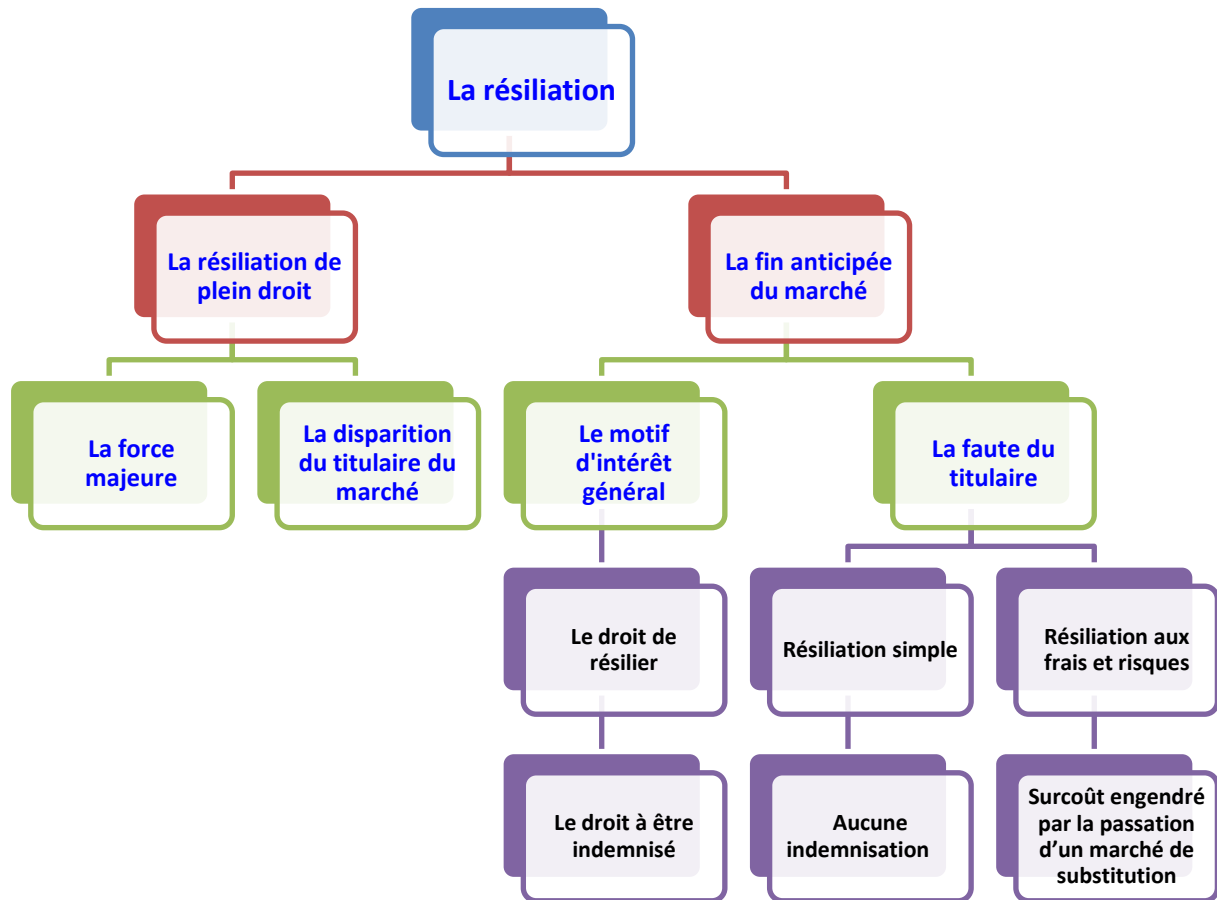 La résiliation
La résiliation de
plein droit
La fin anticipée
du marché
La force
majeure
La disparition
du titulaire du
marché
Le motif
d'intérêt
général
La faute du
titulaire
Le droit de
résilier
Résiliation simple
Résiliation aux
frais et risques
Le droit à être
indemnisé
Aucune
indemnisation
Surcoût engendré
par la passation
d’un marché de
substitution